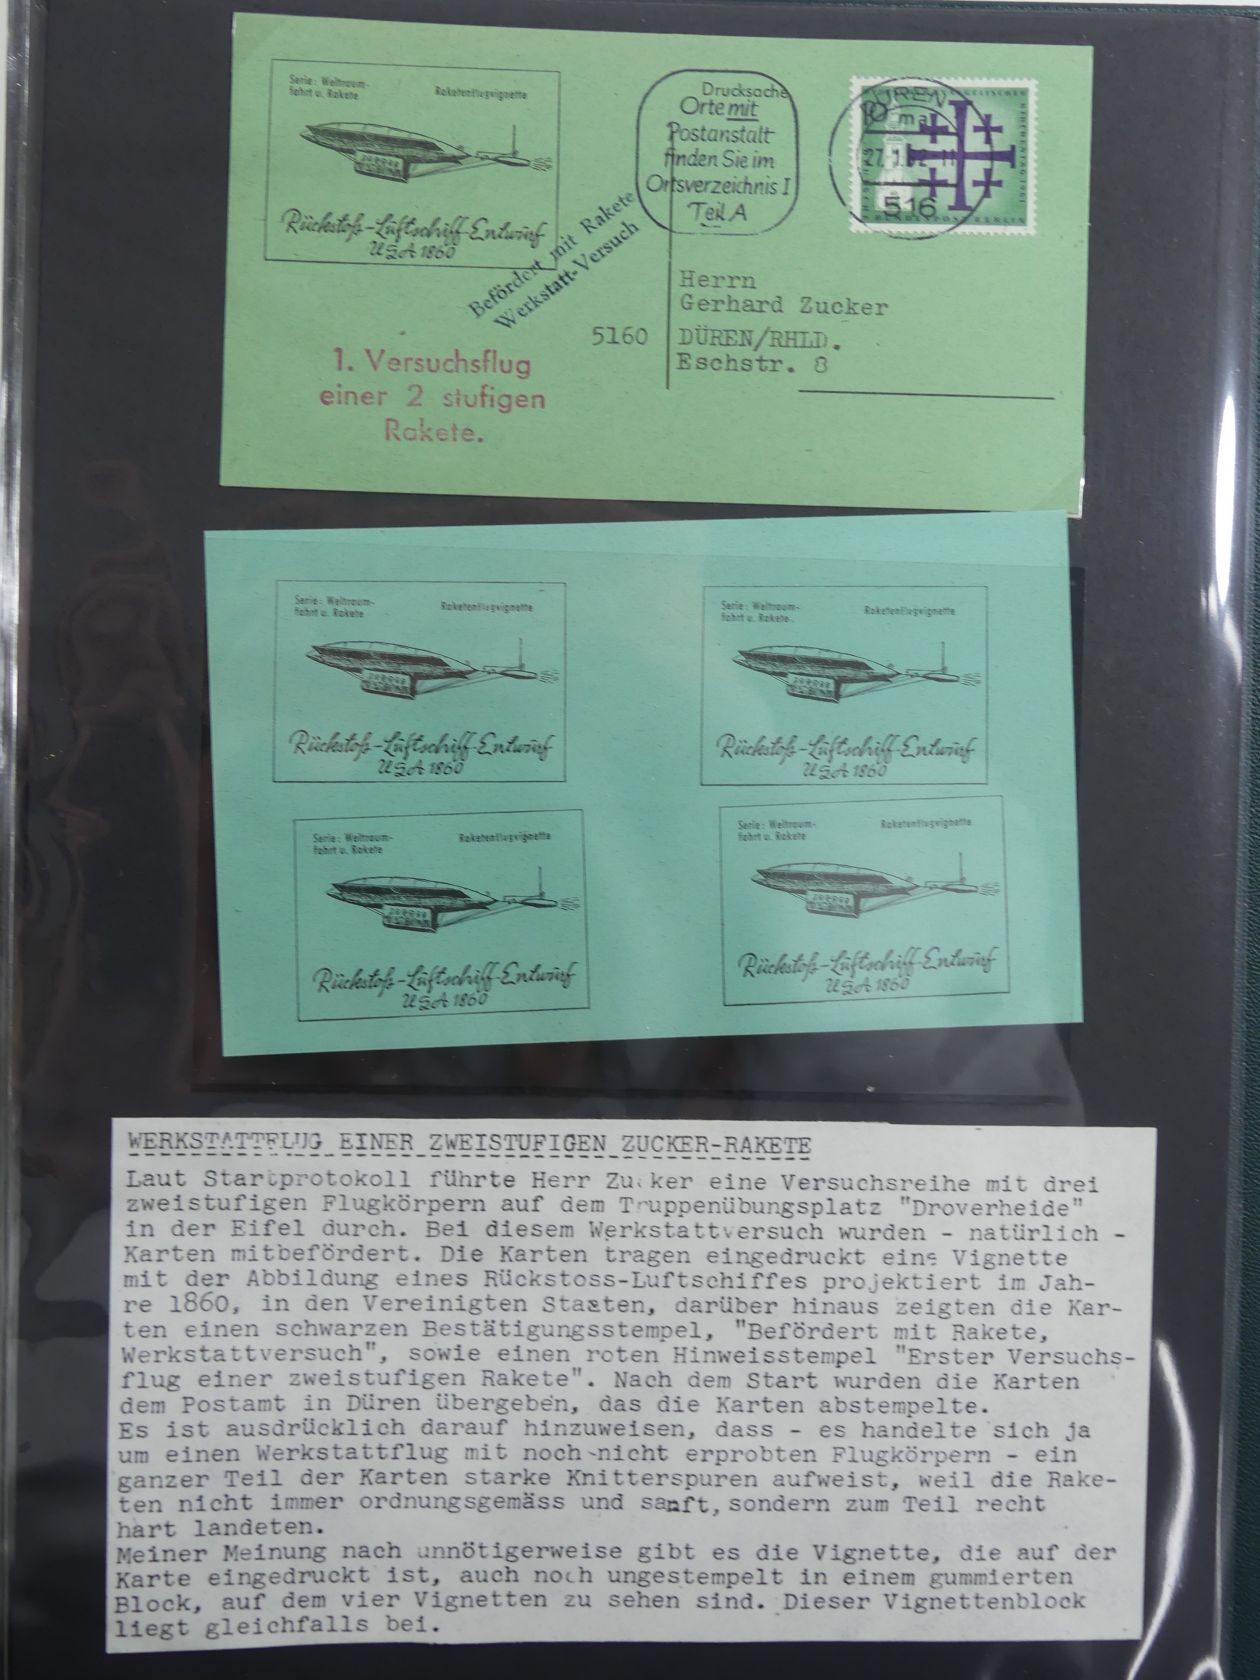 Serie: Weltraum-
fahrt u. Rakete
Raketenflugvignette
Rückstoß-Luftschiff-Entwurf
USA 1860
Drucksache
Orte mit
Postanstalt
finden Sie im
Ortsverzeichnis I
Teil A
DÜREN
27.
516
10
BUNDESPOST BERLIN
Befördert mit Rakete
Werkstatt-Versuch
Herrn
Gerhard Zucker
5160 DÜREN/RHLD.
Eschstr. 8
1. Versuchsflug
einer 2 stufigen
Rakete.
Serie: Weltraum-
fahrt u. Rakete
Raketenflugvignette
Rückstoß-Luftschiff-Entwurf
USA 1860
Serie: Weltraum-
fahrt u. Rakete
Raketenflugvignette
Rückstoß-Luftschiff-Entwurf
USA 1860
Serie: Weltraum-
fahrt u. Rakete
Raketenflugvignette
Rückstoß-Luftschiff-Entwurf
USA 1860
Serie: Weltraum-
fahrt u. Rakete
Raketenflugvignette
Rückstoß-Luftschiff-Entwurf
USA 1860
WERKSTATTFLUG EINER ZWEISTUFIGEN ZUCKER-RAKETE
Laut Startprotokoll führte Herr Zucker eine Versuchsreihe mit drei
zweistufigen Flugkörpern auf dem Truppenübungsplatz "Droverheide"
in der Eifel durch. Bei diesem Werkstattversuch wurden - natürlich -
Karten mitbefördert. Die Karten tragen eingedruckt eine Vignette
mit der Abbildung eines Rückstoss-Luftschiffes projektiert im Jah-
re 1860, in den Vereinigten Staaten, darüber hinaus zeigten die Kar-
ten einen schwarzen Bestätigungsstempel, "Befördert mit Rakete,
Werkstattversuch", sowie einen roten Hinweisstempel "Erster Versuchs-
flug einer zweistufigen Rakete". Nach dem Start wurden die Karten
dem Postamt in Düren übergeben, das die Karten abstempelte.
Es ist ausdrücklich darauf hinzuweisen, dass - es handelte sich ja
um einen Werkstattflug mit noch nicht erprobten Flugkörpern - ein
ganzer Teil der Karten starke Knitterspuren aufweist, weil die Rake-
ten nicht immer ordnungsgemäss und sanft, sondern zum Teil recht
hart landeten.
Meiner Meinung nach unnötigerweise gibt es die Vignette, die auf der
Karte eingedruckt ist, auch noch ungestempelt in einem gummierten
Block, auf dem vier Vignetten zu sehen sind. Dieser Vignettenblock
liegt gleichfalls bei.